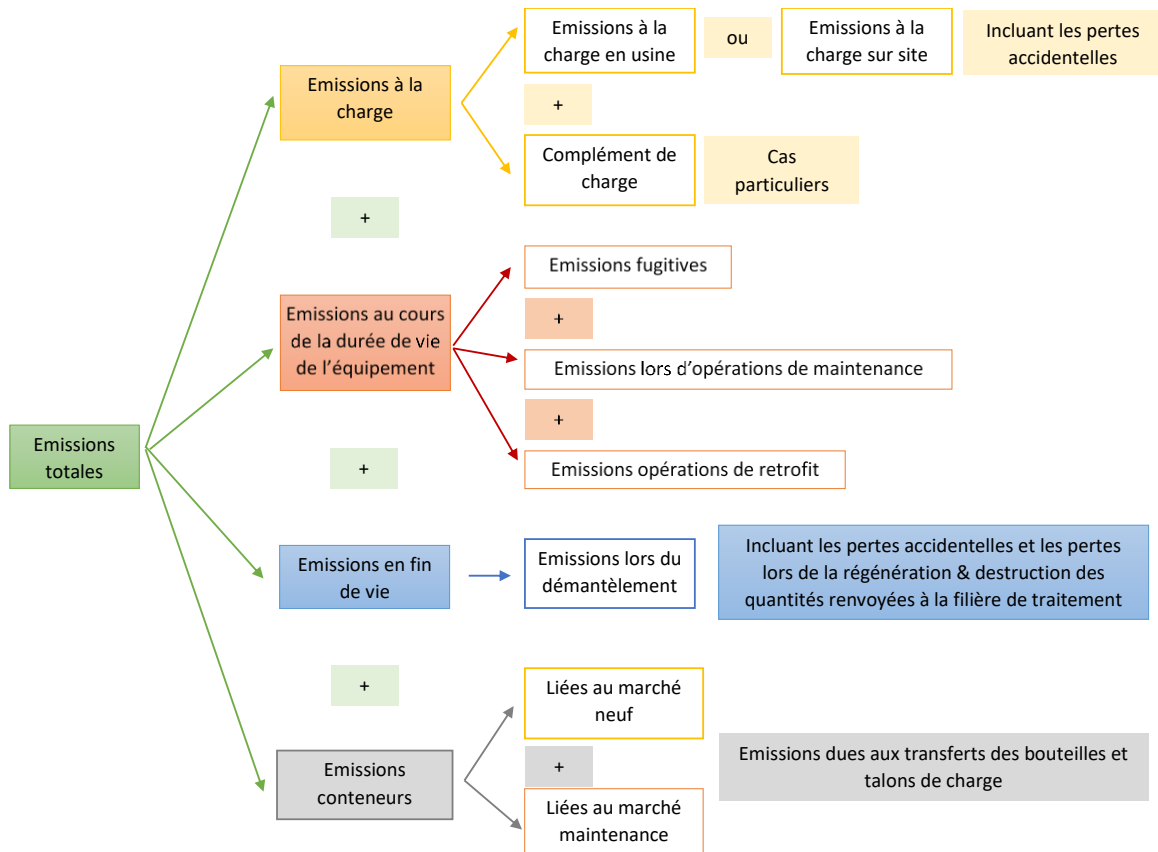 Emissions à la
charge en usine
ou
Emissions à la
charge sur site
Incluant les pertes
accidentelles
Emissions à la
charge
+
Complément de
charge
Cas
particuliers
+
Emissions fugitives
+
Emissions au cours
de la durée de vie
de l'équipement
Emissions lors d'opérations de maintenance
+
Emissions opérations de retrofit
Emissions
totales
+
Emissions en fin
de vie
Emissions lors du
démantèlement
Incluant les pertes accidentelles et les pertes
lors de la régénération & destruction des
quantités renvoyées à la filière de traitement
+
Liées au marché
neuf
Emissions
conteneurs
+
Emissions dues aux transferts des bouteilles et
talons de charge
Liées au marché
maintenance